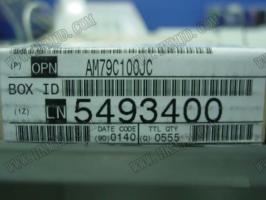 (P) OPN AM79C100JC
BOX ID
(1Z) LN 5493400
DATE CODE TTL QTY
(9D) 0140 (Q) 0555